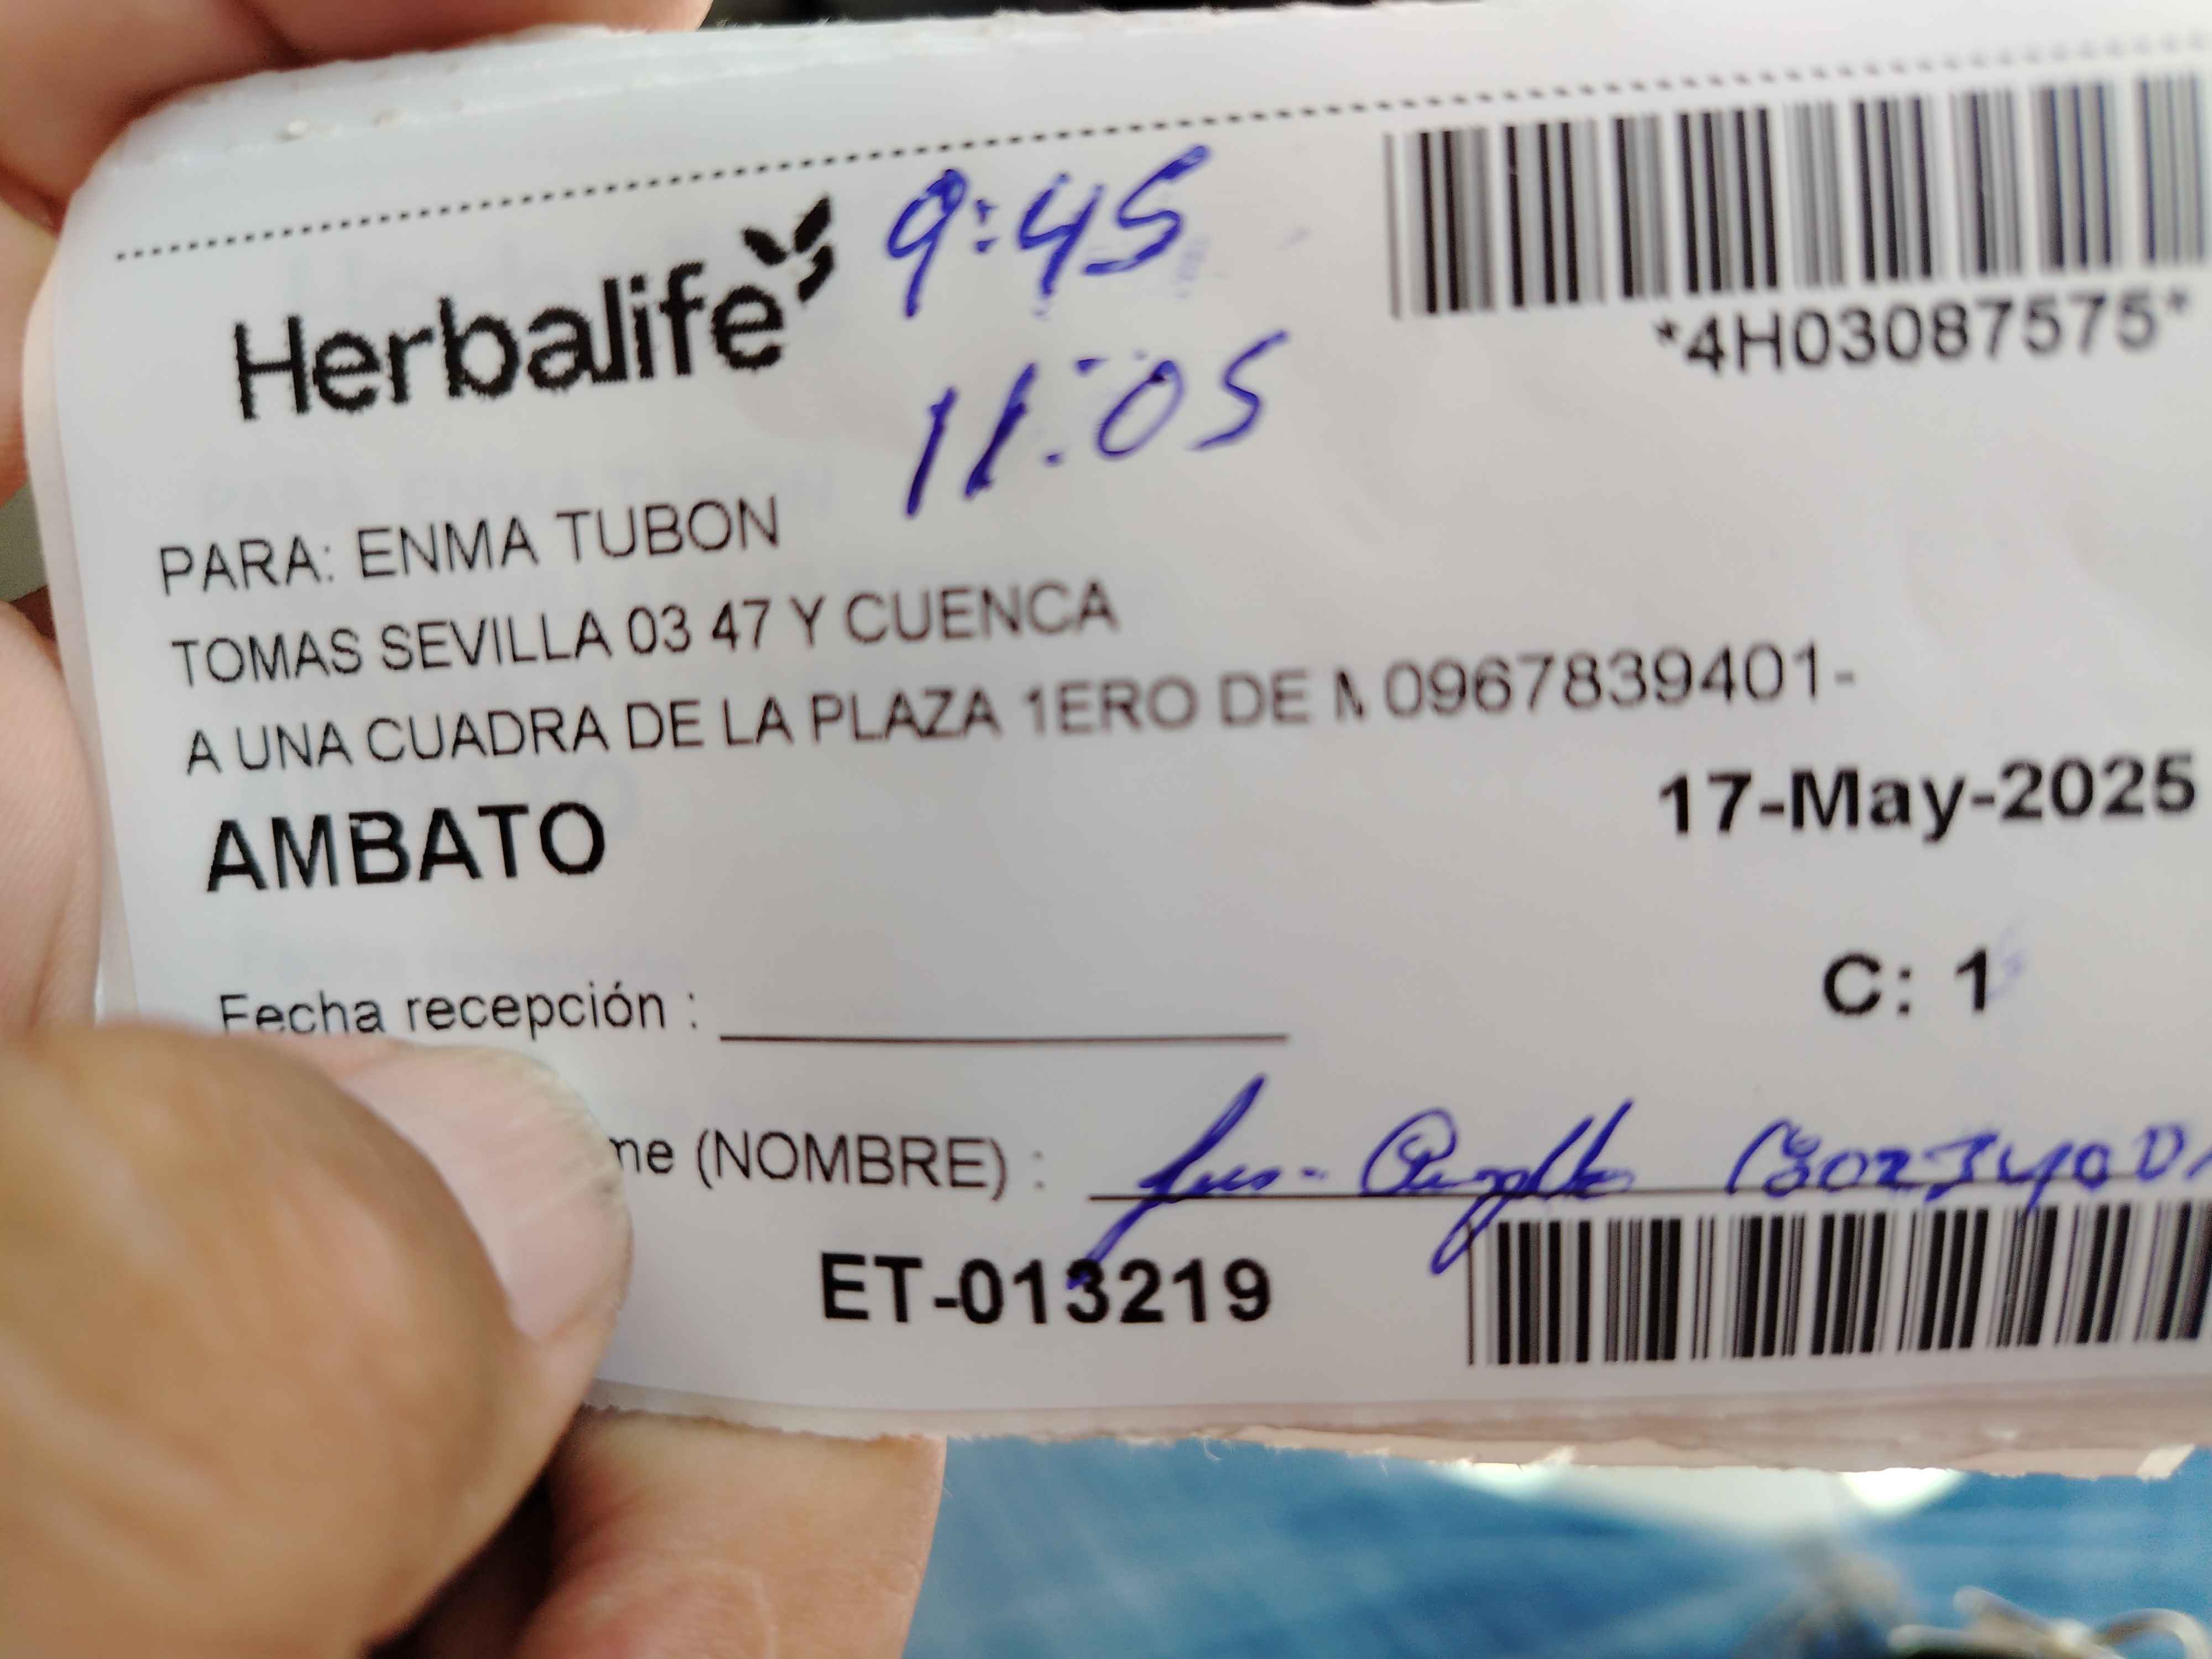 9:45
Herbalife
*4H03087575*
11:05
PARA: ENMA TUBON
TOMAS SEVILLA 03 47 Y CUENCA
A UNA CUADRA DE LA PLAZA 1ERO DE M 0967839401-
17-May-2025
AMBATO
C: 1
Fecha recepción :
me (NOMBRE) :
ET-013219